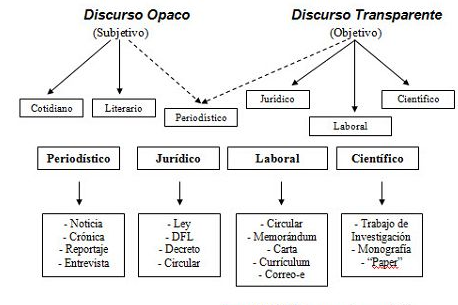 Discurso Opaco
(Subjetivo)
Discurso Transparente
(Objetivo)
Cotidiano
Literario
Periodístico
Jurídico
Laboral
Científico
Periodístico
Jurídico
Laboral
Científico
- Noticia
- Crónica
- Reportaje
- Entrevista
- Ley
- DFL
- Decreto
- Circular
- Circular
- Memorándum
- Carta
- Currículum
- Correo-e
- Trabajo de
Investigación
- Monografía
- “Paper”